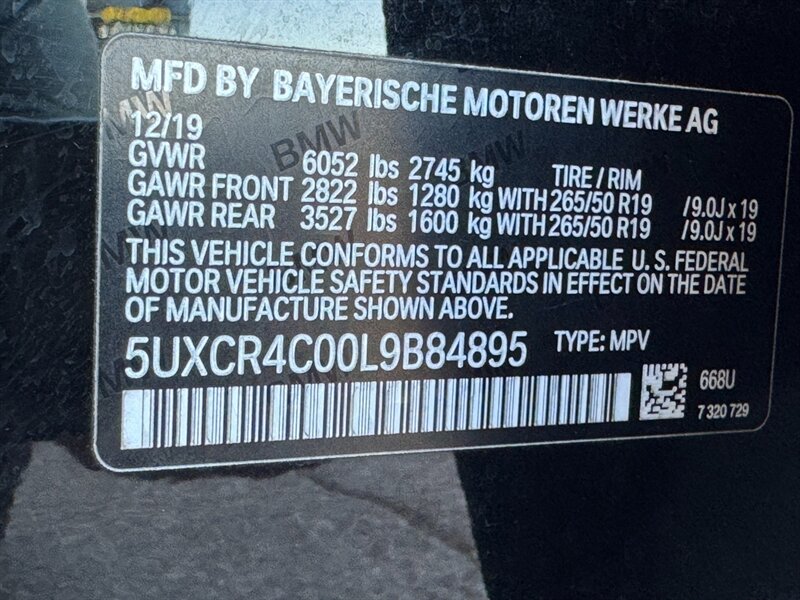 MFD BY BAYERISCHE MOTOREN WERKE AG
12/19
GVWR 6052 lbs 2745 kg TIRE / RIM
GAWR FRONT 2822 lbs 1280 kg WITH 265/50 R19 /9.0J x 19
GAWR REAR 3527 lbs 1600 kg WITH 265/50 R19 /9.0J x 19
THIS VEHICLE CONFORMS TO ALL APPLICABLE U. S. FEDERAL
MOTOR VEHICLE SAFETY STANDARDS IN EFFECT ON THE DATE
OF MANUFACTURE SHOWN ABOVE.
5UXCR4C00L9B84895 TYPE: MPV
668U
7 320 729
BMW
BMW